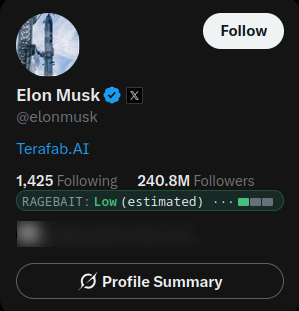 Follow
Elon Musk
@elonmusk
Terafab.AI
1,425 Following 240.8M Followers
RAGEBAIT: Low (estimated) ···
Profile Summary